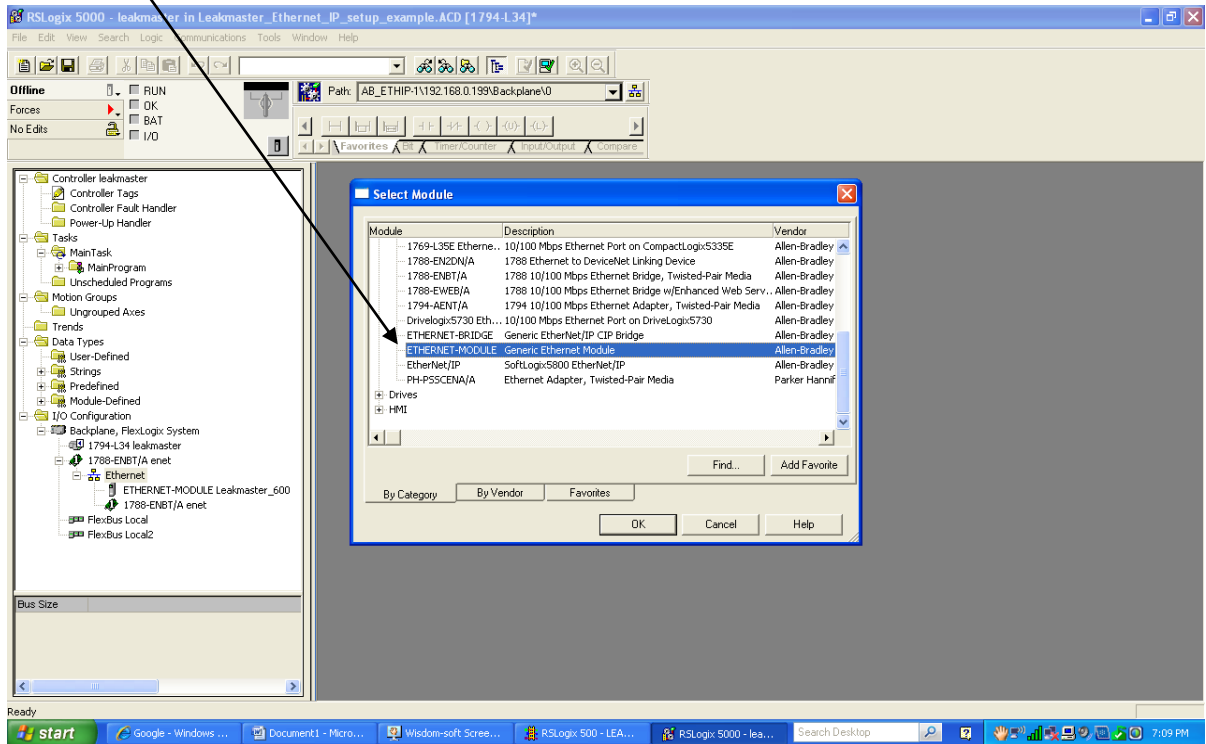 RSLogix 5000 - leakmaster in Leakmaster_Ethernet_IP_setup_example.ACD [1794-L34]*
File Edit View Search Logic Communications Tools Window Help
Offline
RUN
Path: AB_ETHIP-1\192.168.0.199\Backplane\0
Forces
OK
BAT
No Edits
I/O
Favorites Bit Timer/Counter Input/Output Compare
Controller leakmaster
Controller Tags
Controller Fault Handler
Power-Up Handler
Tasks
MainTask
MainProgram
Unscheduled Programs
Motion Groups
Ungrouped Axes
Trends
Data Types
User-Defined
Strings
Predefined
Module-Defined
I/O Configuration
Backplane, FlexLogix System
1794-L34 leakmaster
1788-ENBT/A enet
Ethernet
ETHERNET-MODULE Leakmaster_600
1788-ENBT/A enet
FlexBus Local
FlexBus Local2
Bus Size
Select Module
Module Description Vendor
1769-L35E Etherne... 10/100 Mbps Ethernet Port on CompactLogix5335E Allen-Bradley
1788-EN2DN/A 1788 Ethernet to DeviceNet Linking Device Allen-Bradley
1788-ENBT/A 1788 10/100 Mbps Ethernet Bridge, Twisted-Pair Media Allen-Bradley
1788-EWEB/A 1788 10/100 Mbps Ethernet Bridge w/Enhanced Web Serv... Allen-Bradley
1794-AENT/A 1794 10/100 Mbps Ethernet Adapter, Twisted-Pair Media Allen-Bradley
Drivelogix5730 Eth... 10/100 Mbps Ethernet Port on DriveLogix5730 Allen-Bradley
ETHERNET-BRIDGE Generic EtherNet/IP CIP Bridge Allen-Bradley
ETHERNET-MODULE Generic Ethernet Module Allen-Bradley
EtherNet/IP SoftLogix5800 EtherNet/IP Allen-Bradley
PH-PSSCENA/A Ethernet Adapter, Twisted-Pair Media Parker Hannif
Drives
HMI
Find... Add Favorite
By Category By Vendor Favorites
OK Cancel Help
Ready
start Google - Windows ... Document1 - Micro... Wisdom-soft Scree... RSLogix 500 - LEA... RSLogix 5000 - lea... Search Desktop 7:09 PM